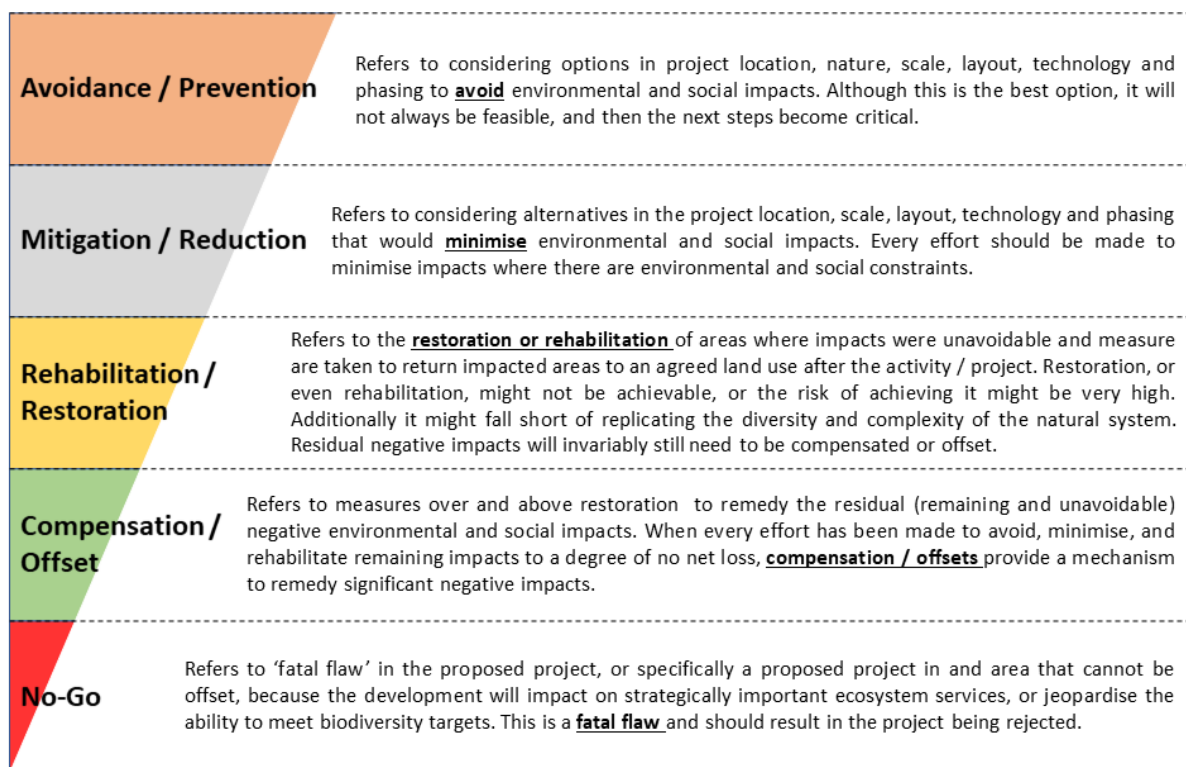 Avoidance / Prevention
Refers to considering options in project location, nature, scale, layout, technology and
phasing to avoid environmental and social impacts. Although this is the best option, it will
not always be feasible, and then the next steps become critical.
Mitigation / Reduction
Refers to considering alternatives in the project location, scale, layout, technology and phasing
that would minimise environmental and social impacts. Every effort should be made to
minimise impacts where there are environmental and social constraints.
Rehabilitation /
Restoration
Refers to the restoration or rehabilitation of areas where impacts were unavoidable and measure
are taken to return impacted areas to an agreed land use after the activity / project. Restoration, or
even rehabilitation, might not be achievable, or the risk of achieving it might be very high.
Additionally it might fall short of replicating the diversity and complexity of the natural system.
Residual negative impacts will invariably still need to be compensated or offset.
Compensation /
Offset
Refers to measures over and above restoration to remedy the residual (remaining and unavoidable)
negative environmental and social impacts. When every effort has been made to avoid, minimise, and
rehabilitate remaining impacts to a degree of no net loss, compensation / offsets provide a mechanism
to remedy significant negative impacts.
No-Go
Refers to ‘fatal flaw’ in the proposed project, or specifically a proposed project in and area that cannot be
offset, because the development will impact on strategically important ecosystem services, or jeopardise the
ability to meet biodiversity targets. This is a fatal flaw and should result in the project being rejected.